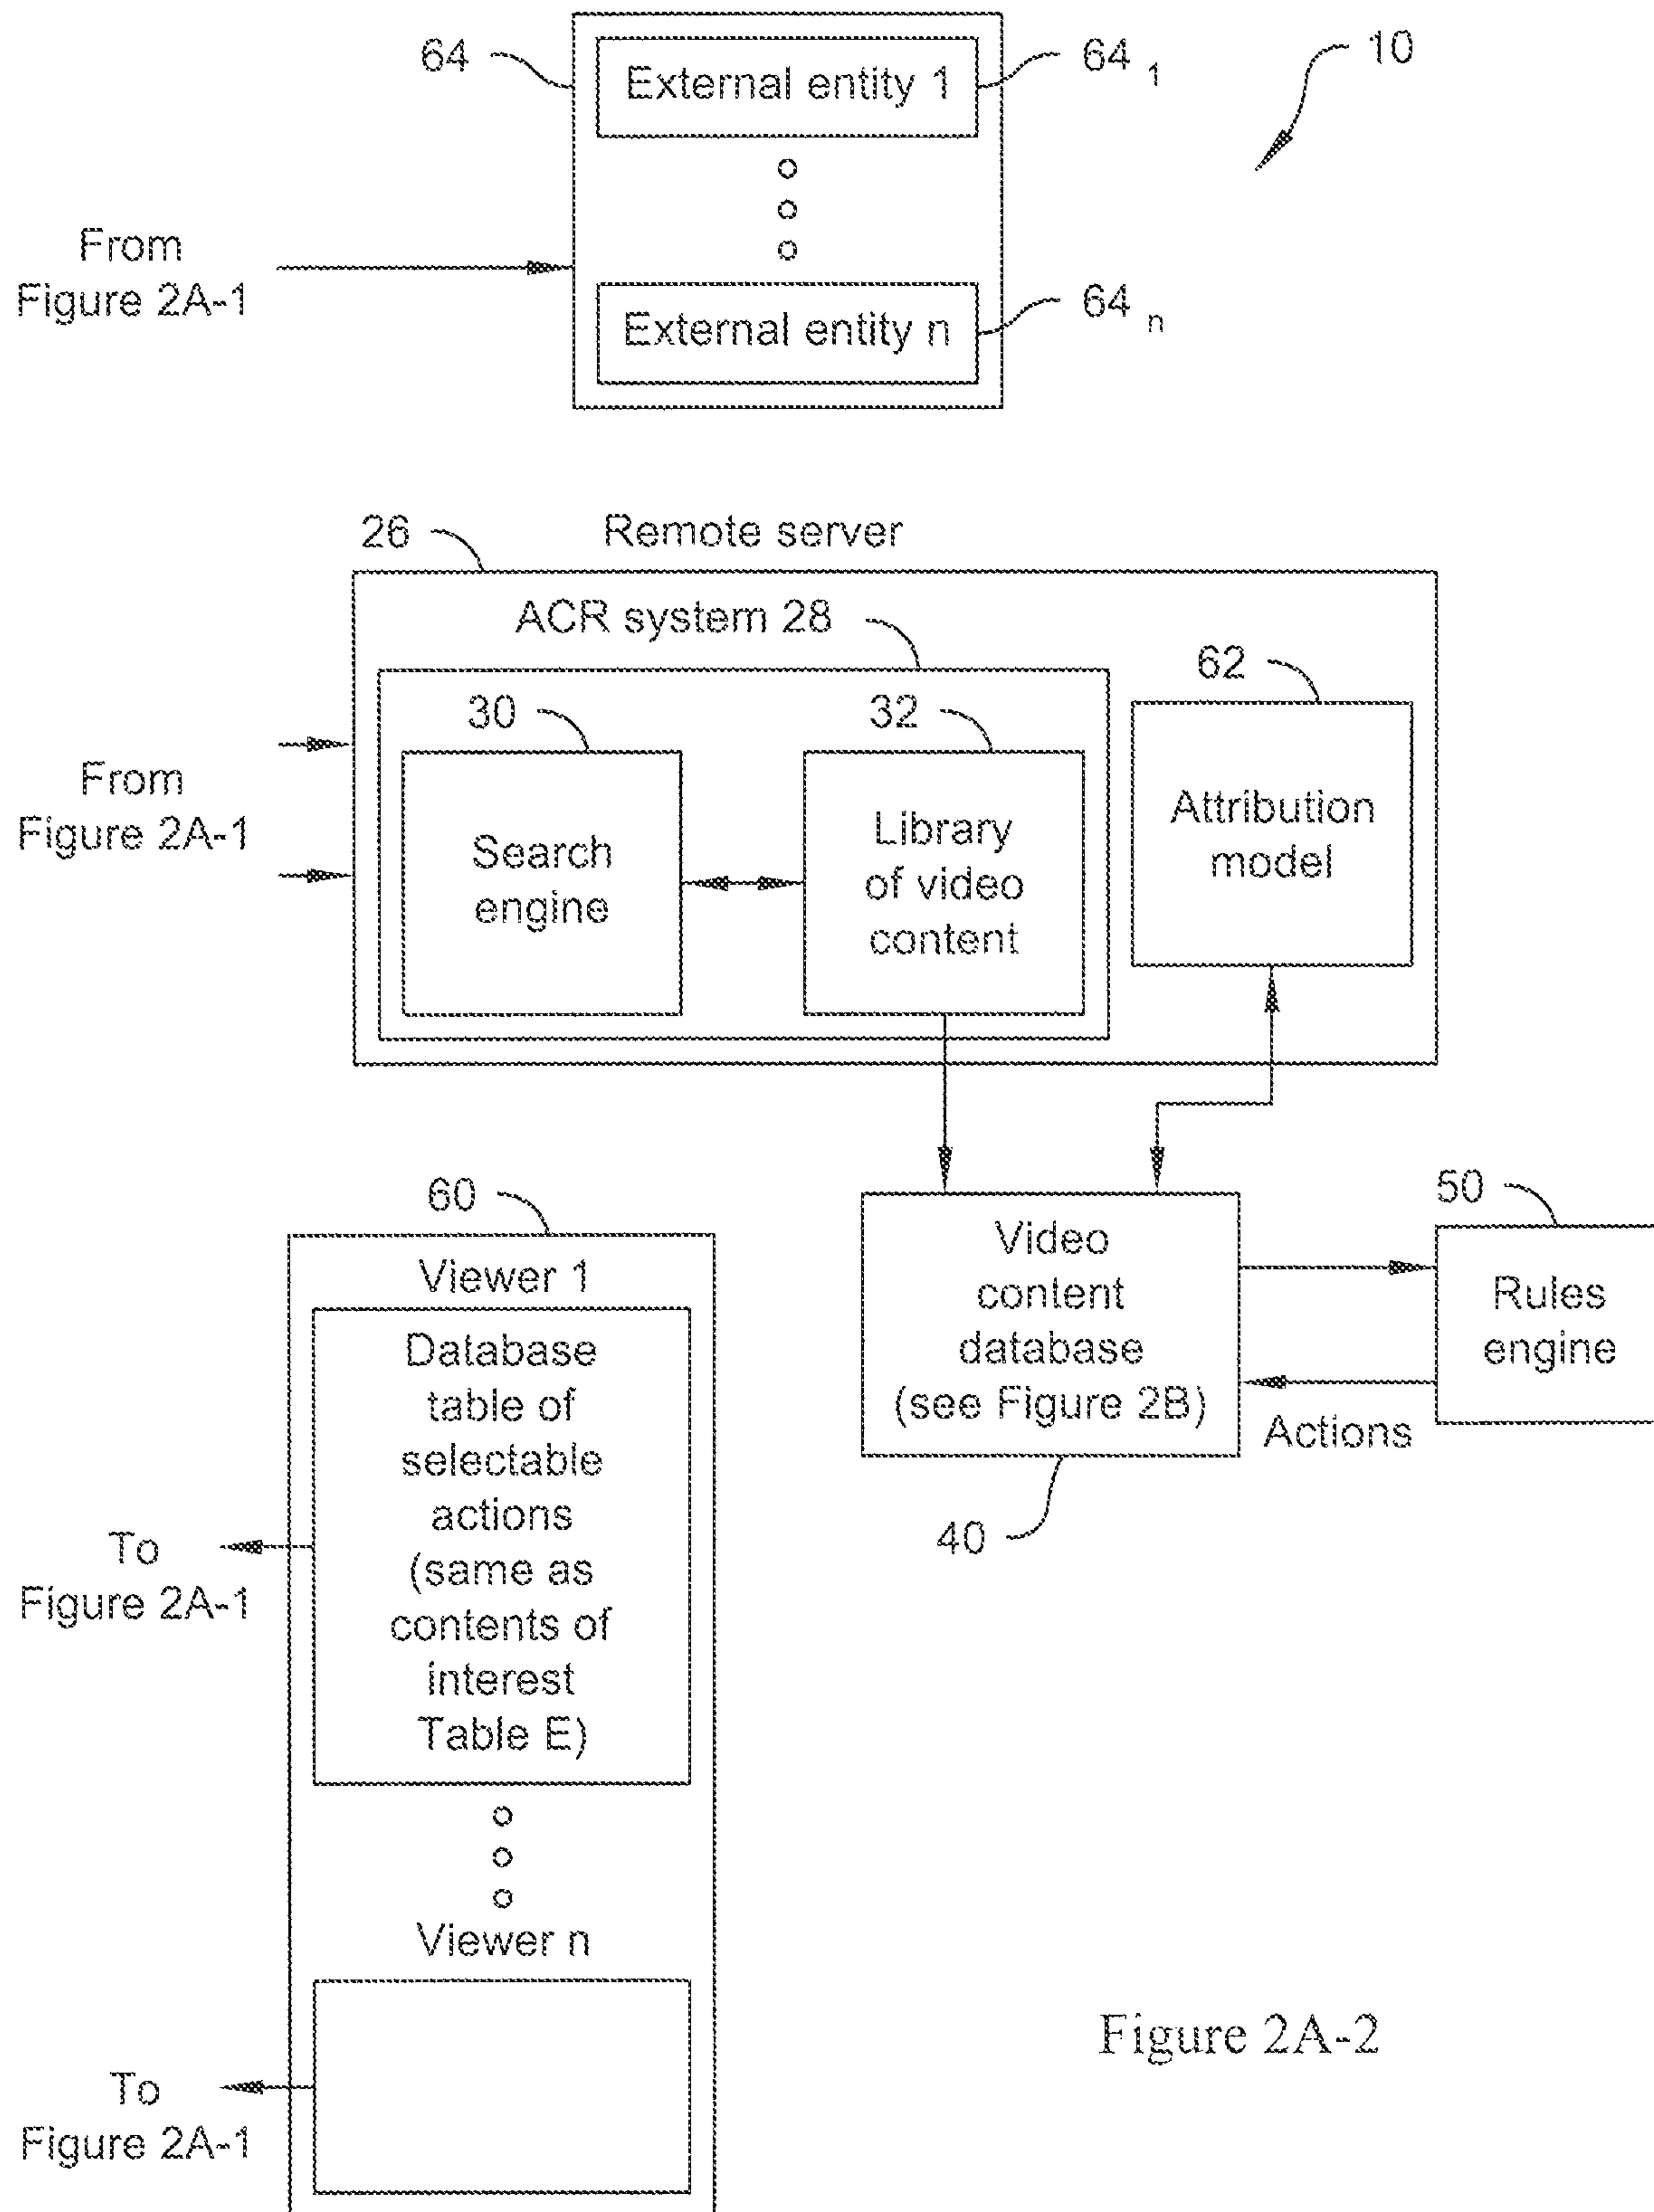 10
64
External entity 1
64 1
From
Figure 2A-1
External entity n
64 n
26
Remote server
ACR system 28
62
30
32
From
Figure 2A-1
Search
engine
Library
of video
content
Attribution
model
60
50
Viewer 1
Database
table of
selectable
actions
(same as
contents of
interest
Table E)
Video
content
database
(see Figure 2B)
Rules
engine
Actions
40
To
Figure 2A-1
Viewer n
To
Figure 2A-1
Figure 2A-2